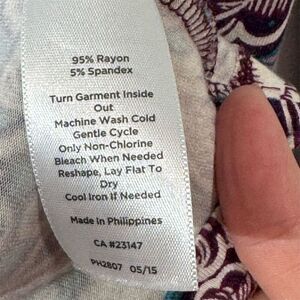 95% Rayon
5% Spandex
Turn Garment Inside
Out
Machine Wash Cold
Gentle Cycle
Only Non-Chlorine
Bleach When Needed
Reshape, Lay Flat To
Dry
Cool Iron If Needed
Made In Philippines
CA #23147
PH2807 05/15